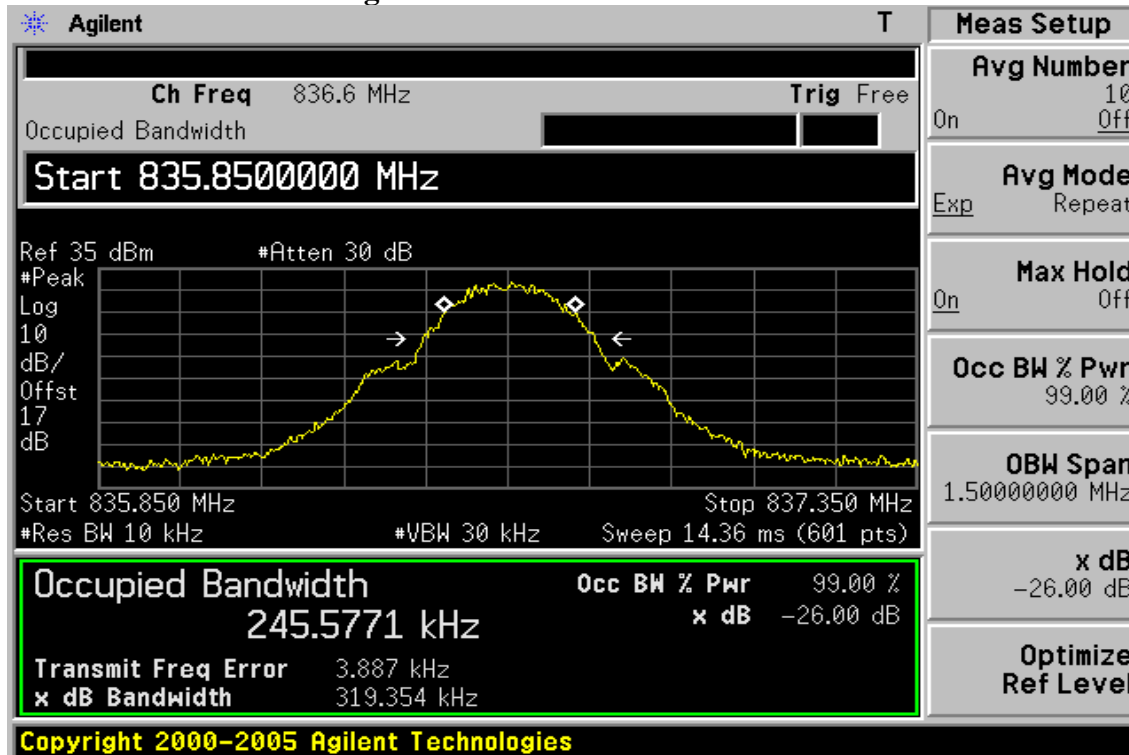 Agilent T Meas Setup
Ch Freq 836.6 MHz Trig Free
Occupied Bandwidth
Start 835.8500000 MHz
Ref 35 dBm #Atten 30 dB
#Peak
Log
10
dB/
Offst
17
dB
Start 835.850 MHz Stop 837.350 MHz
#Res BW 10 kHz #VBW 30 kHz Sweep 14.36 ms (601 pts)
Occupied Bandwidth Occ BW % Pwr 99.00 %
245.5771 kHz x dB -26.00 dB
Transmit Freq Error 3.887 kHz
x dB Bandwidth 319.354 kHz
Copyright 2000-2005 Agilent Technologies
Avg Number
10
On Off
Avg Mode
Exp Repeat
Max Hold
On Off
Occ BW % Pwr
99.00 %
OBW Span
1.50000000 MHz
x dB
-26.00 dB
Optimize
Ref Level